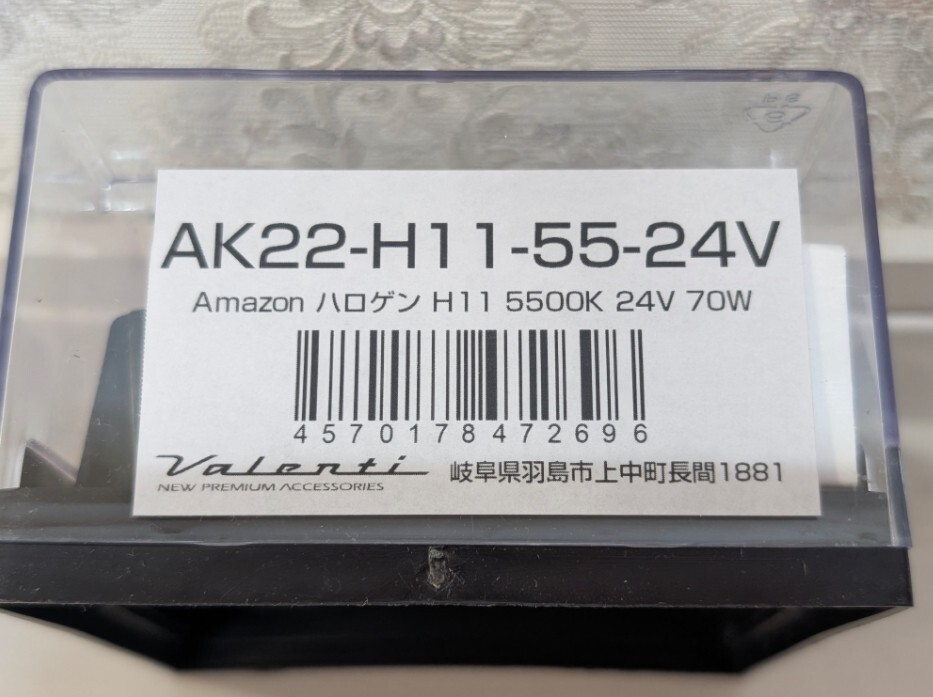 AK22-H11-55-24V
Amazon ハロゲン H11 5500K 24V 70W
4570178472696
Valenti
NEW PREMIUM ACCESSORIES
岐阜県羽島市上中町長間1881